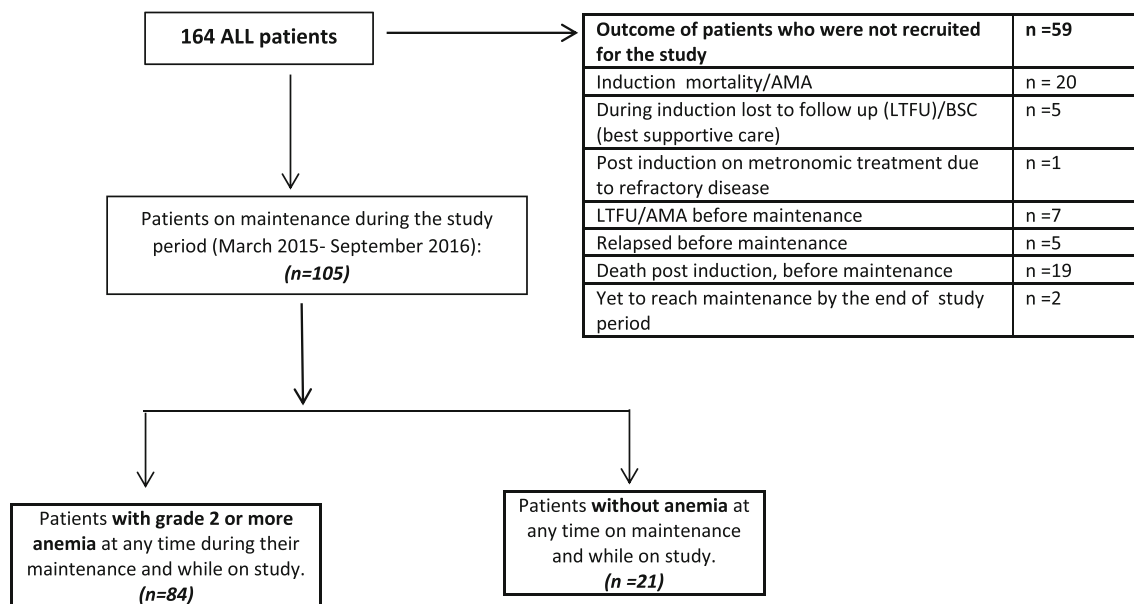 164 ALL patients
Outcome of patients who were not recruited n =59
for the study
Induction mortality/AMA n = 20
During induction lost to follow up (LTFU)/BSC n =5
(best supportive care)
Post induction on metronomic treatment due n =1
to refractory disease
LTFU/AMA before maintenance n =7
Relapsed before maintenance n =5
Death post induction, before maintenance n =19
Yet to reach maintenance by the end of study n =2
period
Patients on maintenance during the study
period (March 2015- September 2016):
(n=105)
Patients with grade 2 or more
anemia at any time during their
maintenance and while on study.
(n=84)
Patients without anemia at
any time on maintenance
and while on study.
(n =21)